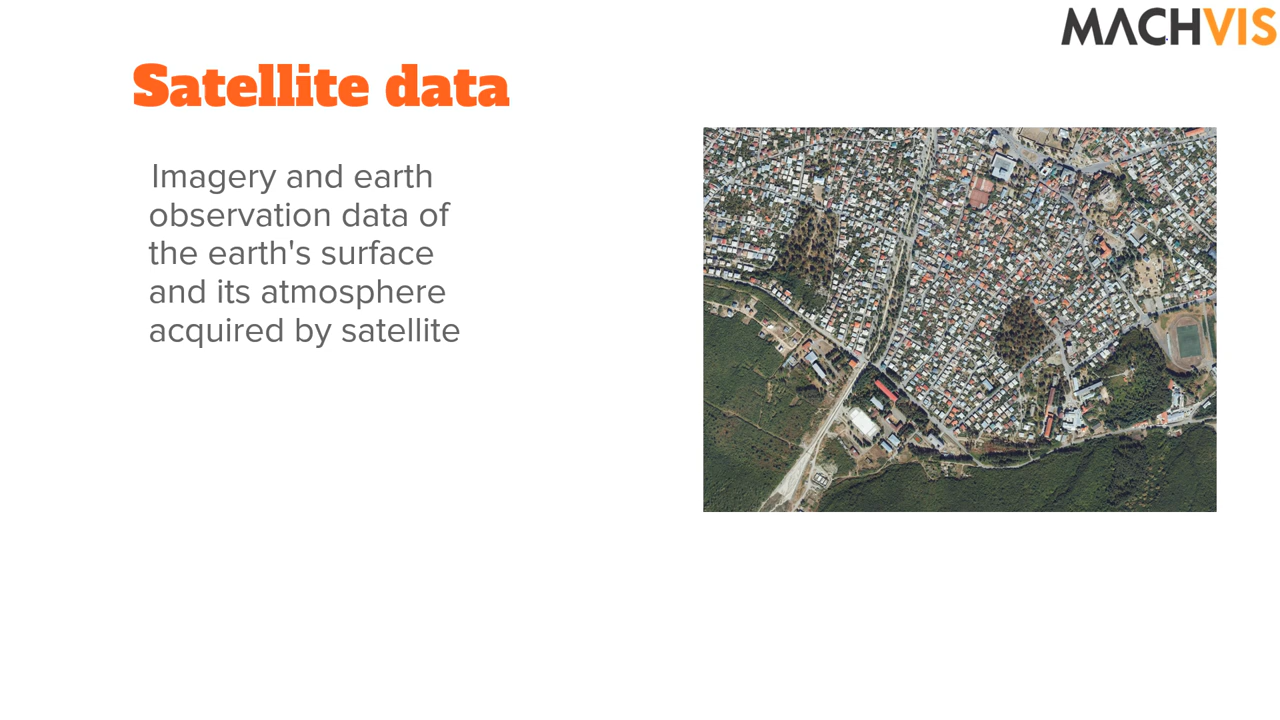 MACHVIS
Satellite data
Imagery and earth
observation data of
the earth's surface
and its atmosphere
acquired by satellite